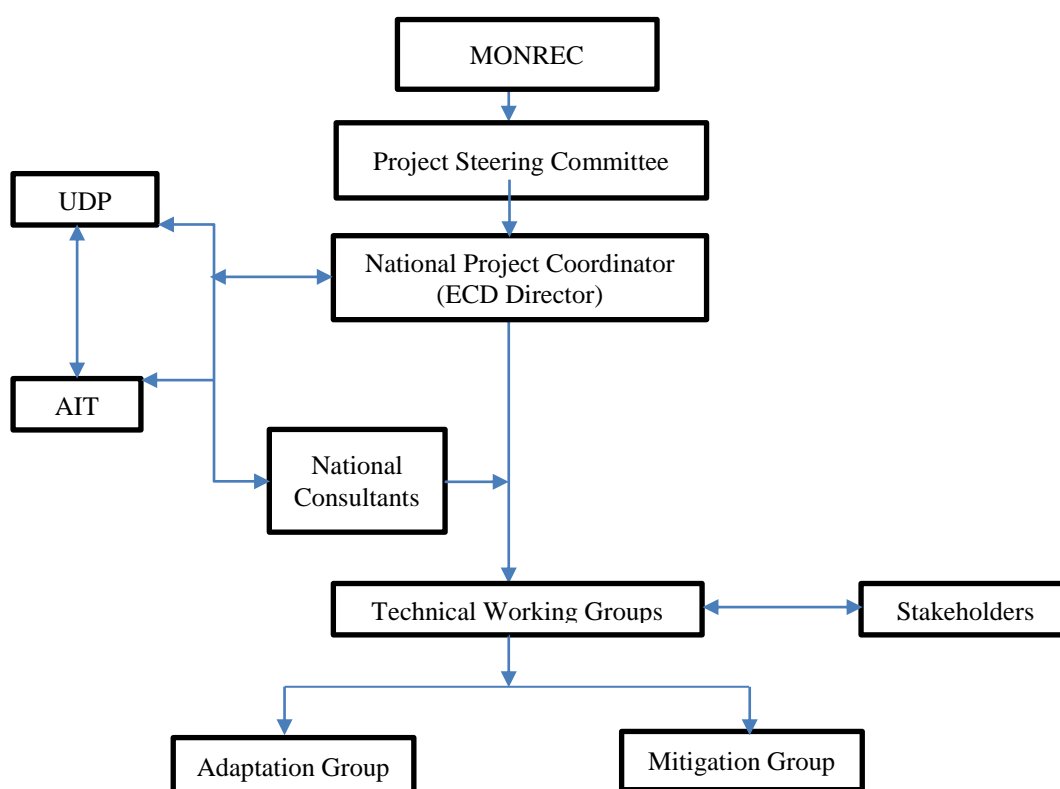 MONREC
Project Steering Committee
UDP
National Project Coordinator
(ECD Director)
AIT
National
Consultants
Technical Working Groups
Stakeholders
Adaptation Group
Mitigation Group